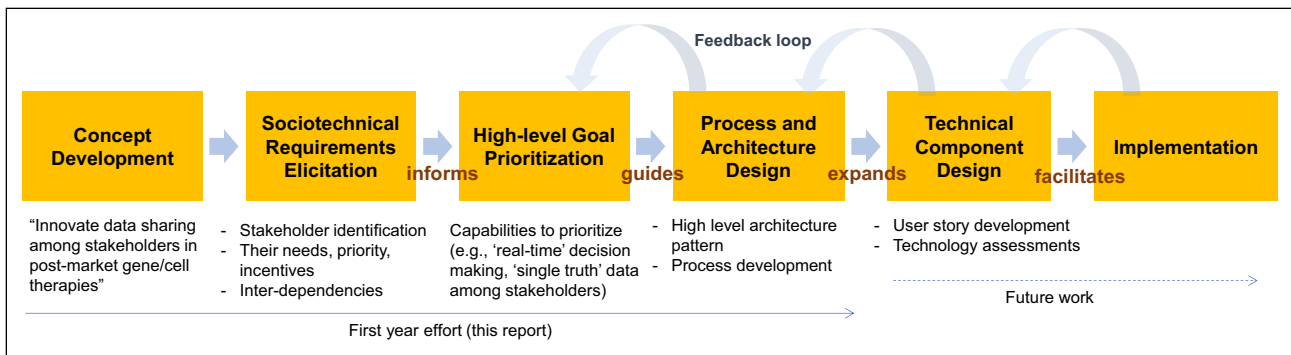 Feedback loop
Concept
Development
Sociotechnical
Requirements
Elicitation
informs
High-level Goal
Prioritization
guides
Process and
Architecture
Design
expands
Technical
Component
Design
facilitates
Implementation
“Innovate data sharing
among stakeholders in
post-market gene/cell
therapies”
- Stakeholder identification
- Their needs, priority,
incentives
- Inter-dependencies
Capabilities to prioritize
(e.g., ‘real-time’ decision
making, ‘single truth’ data
among stakeholders)
- High level architecture
pattern
- Process development
- User story development
- Technology assessments
First year effort (this report)
Future work